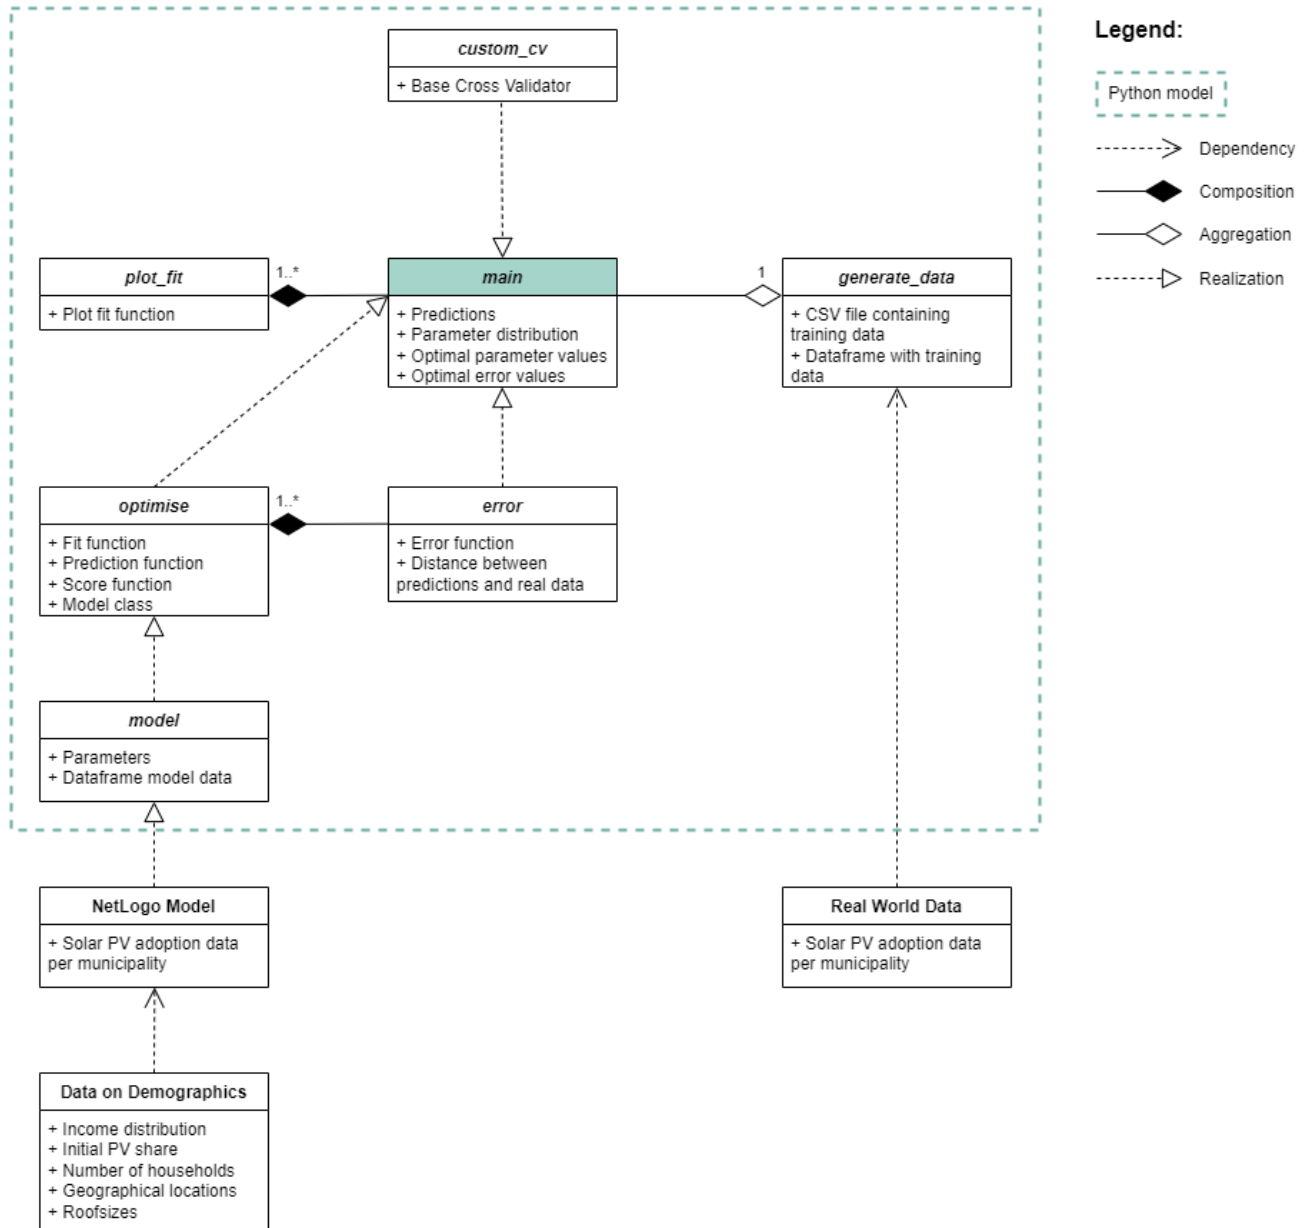 custom_cv
+ Base Cross Validator
Legend:
Python model
Dependency
Composition
Aggregation
Realization
plot_fit
+ Plot fit function
1..*
main
+ Predictions
+ Parameter distribution
+ Optimal parameter values
+ Optimal error values
1
generate_data
+ CSV file containing
training data
+ Dataframe with training
data
optimise
+ Fit function
+ Prediction function
+ Score function
+ Model class
1..*
error
+ Error function
+ Distance between
predictions and real data
model
+ Parameters
+ Dataframe model data
NetLogo Model
+ Solar PV adoption data
per municipality
Real World Data
+ Solar PV adoption data
per municipality
Data on Demographics
+ Income distribution
+ Initial PV share
+ Number of households
+ Geographical locations
+ Roofsizes